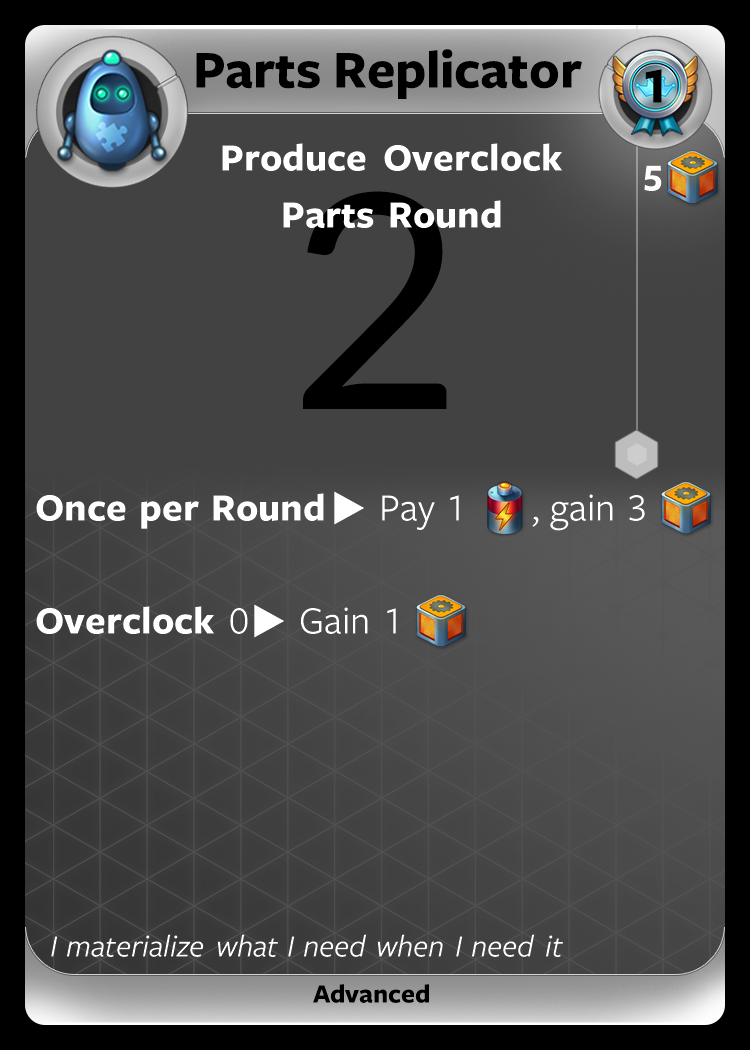 Parts Replicator
1
Produce Overclock
5
Parts Round
2
Once per Round▶ Pay 1 , gain 3
Overclock 0▶ Gain 1
I materialize what I need when I need it
Advanced